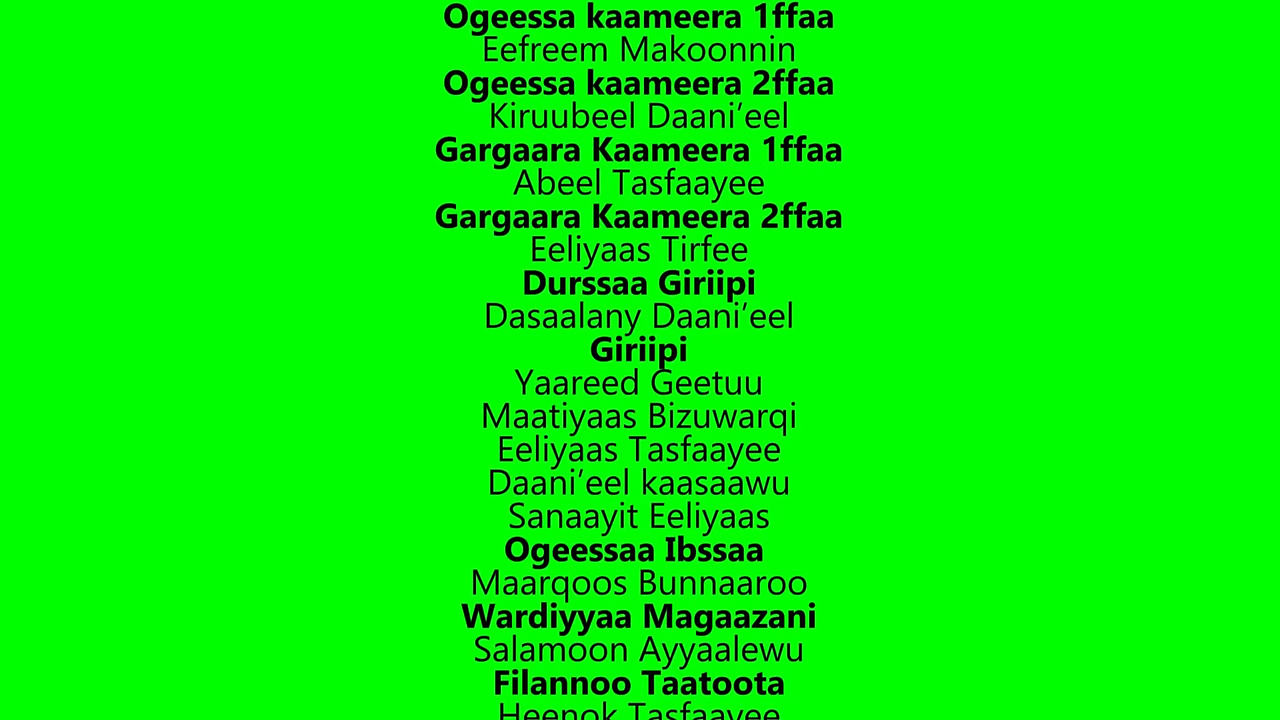 Ogeessa kaameera 1ffaa
Eefreem Makoonnin
Ogeessa kaameera 2ffaa
Kiruubeel Daani’eel
Gargaara Kaameera 1ffaa
Abeel Tasfaayee
Gargaara Kaameera 2ffaa
Eeliyaas Tirfee
Durssaa Giriipi
Dasaalany Daani’eel
Giriipi
Yaareed Geetuu
Maatiyaas Bizuwarqi
Eeliyaas Tasfaayee
Daani’eel kaasaawu
Sanaayit Eeliyaas
Ogeessaa Ibssaa
Maarqoos Bunnaaroo
Wardiyyaa Magaazani
Salamoon Ayyaalewu
Filannoo Taatoota
Heenok Tasfaayee